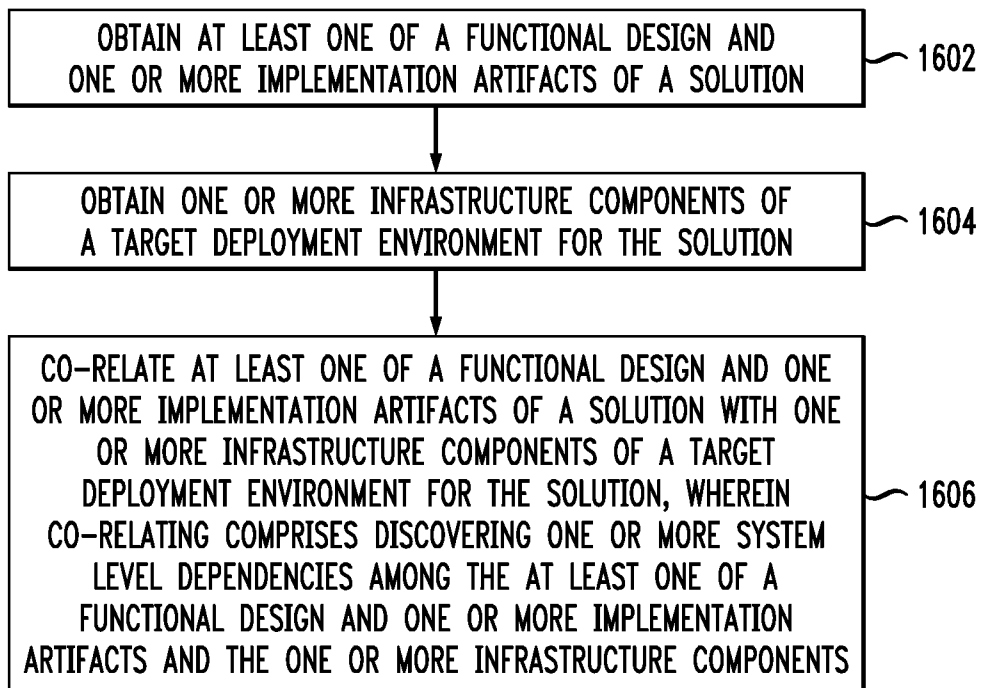 OBTAIN AT LEAST ONE OF A FUNCTIONAL DESIGN AND
ONE OR MORE IMPLEMENTATION ARTIFACTS OF A SOLUTION
1602
OBTAIN ONE OR MORE INFRASTRUCTURE COMPONENTS OF
A TARGET DEPLOYMENT ENVIRONMENT FOR THE SOLUTION
1604
CO-RELATE AT LEAST ONE OF A FUNCTIONAL DESIGN AND ONE
OR MORE IMPLEMENTATION ARTIFACTS OF A SOLUTION WITH ONE
OR MORE INFRASTRUCTURE COMPONENTS OF A TARGET
DEPLOYMENT ENVIRONMENT FOR THE SOLUTION, WHEREIN
CO-RELATING COMPRISES DISCOVERING ONE OR MORE SYSTEM
LEVEL DEPENDENCIES AMONG THE AT LEAST ONE OF A
FUNCTIONAL DESIGN AND ONE OR MORE IMPLEMENTATION
ARTIFACTS AND THE ONE OR MORE INFRASTRUCTURE COMPONENTS
1606